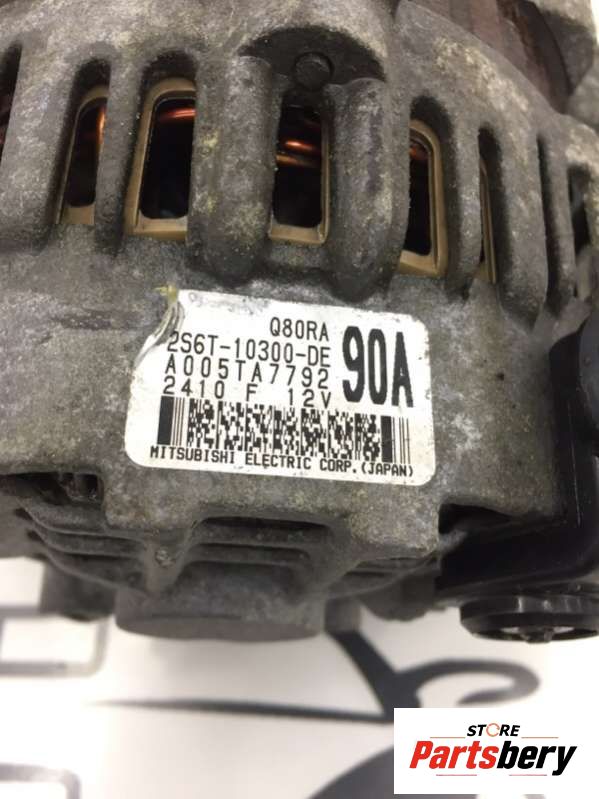 Q80RA
2S6T-10300-DE
90A
A005TA7792
2410 F 12V
MITSUBISHI ELECTRIC CORP.(JAPAN)
STORE
Partsbery